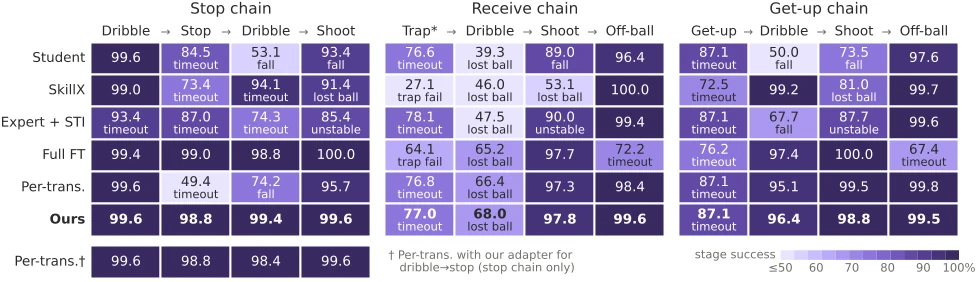 Stop chain Receive chain Get-up chain
Dribble → Stop → Dribble → Shoot Trap* → Dribble → Shoot → Off-ball Get-up → Dribble → Shoot → Off-ball
Student 99.6 84.5 53.1 93.4 76.6 39.3 89.0 96.4 87.1 50.0 73.5 97.6
timeout fall fall timeout lost ball fall timeout fall fall
SkillX 99.0 73.4 94.1 91.4 27.1 46.0 53.1 100.0 72.5 99.2 81.0 99.7
timeout timeout lost ball trap fail lost ball lost ball timeout lost ball
Expert + STI 93.4 87.0 74.3 85.4 78.1 47.5 90.0 99.4 87.1 67.7 87.7 99.6
timeout timeout timeout unstable timeout lost ball unstable timeout fall unstable
Full FT 99.4 99.0 98.8 100.0 64.1 65.2 97.7 72.2 76.2 97.4 100.0 67.4
trap fail lost ball timeout timeout timeout
Per-trans. 99.6 49.4 74.2 95.7 76.8 66.4 97.3 98.4 87.1 95.1 99.5 99.8
timeout fall timeout lost ball timeout
Ours 99.6 98.8 99.4 99.6 77.0 68.0 97.8 99.6 87.1 96.4 98.8 99.5
timeout lost ball timeout
Per-trans.† 99.6 98.8 98.4 99.6
† Per-trans. with our adapter for
dribble→stop (stop chain only)
stage success
≤50 60 70 80 90 100%